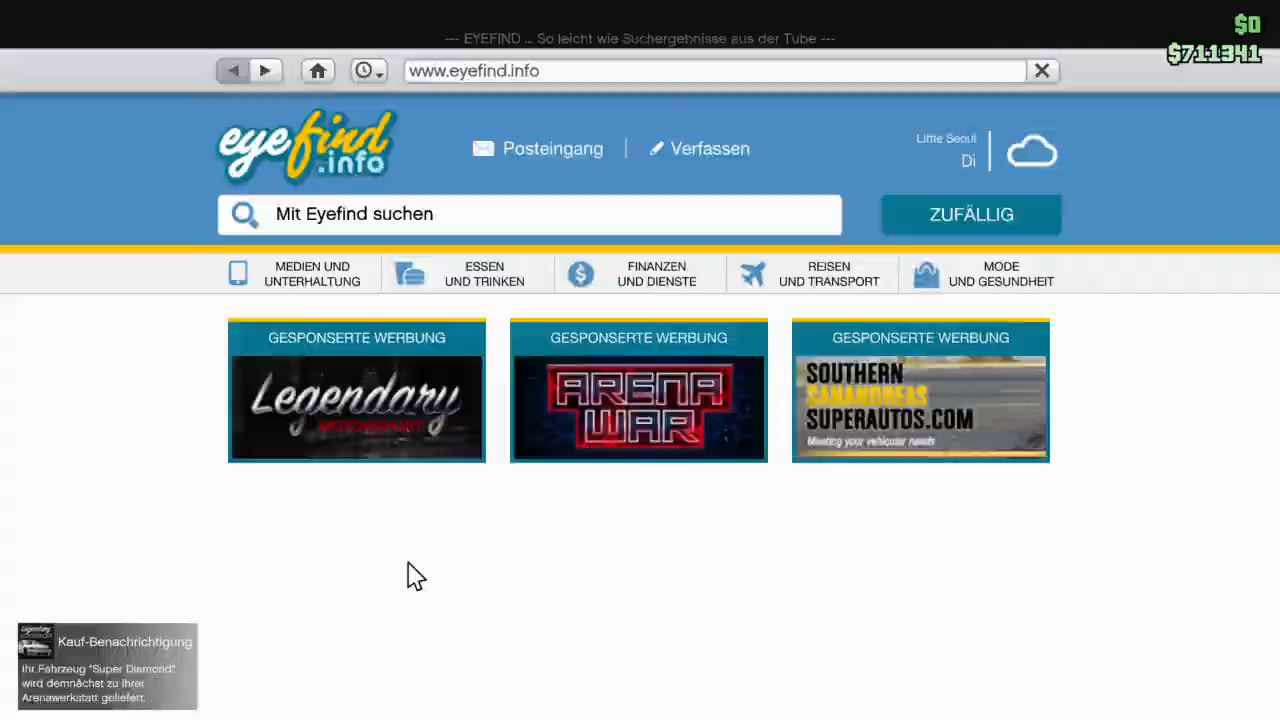 $0
--- EYEFIND ... So leicht wie Suchergebnisse aus der Tube ---
$711341
www.eyefind.info
eyefind
.info
Posteingang
Verfassen
Little Seoul
Di
Mit Eyefind suchen
ZUFÄLLIG
MEDIEN UND
UNTERHALTUNG
ESSEN
UND TRINKEN
FINANZEN
UND DIENSTE
REISEN
UND TRANSPORT
MODE
UND GESUNDHEIT
GESPONSERTE WERBUNG
Legendary
MOTORSPORT
GESPONSERTE WERBUNG
ARENA
WAR
GESPONSERTE WERBUNG
SOUTHERN
SANANDREAS
SUPERAUTOS.COM
Meeting your vehicular needs
Kauf-Benachrichtigung
Ihr Fahrzeug "Super Diamond"
wird demnächst zu Ihrer
Arenawerkstatt geliefert.